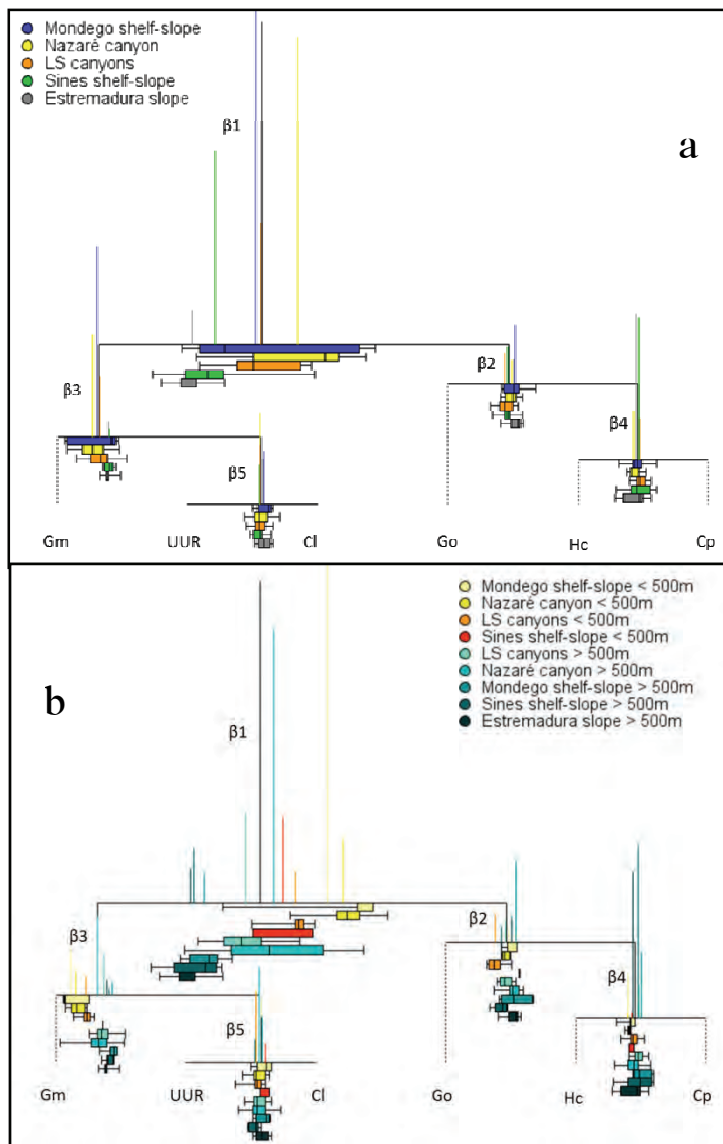 Mondego shelf-slope
Nazaré canyon
LS canyons
Sines shelf-slope
Estremadura slope
a
β1
β2
β3
β4
β5
Gm UUR Cl Go Hc Cp
Mondego shelf-slope < 500m
Nazaré canyon < 500m
LS canyons < 500m
Sines shelf-slope < 500m
LS canyons > 500m
Nazaré canyon > 500m
Mondego shelf-slope > 500m
Sines shelf-slope > 500m
Estremadura slope > 500m
b
β1
β2
β3
β4
β5
Gm UUR Cl Go Hc Cp